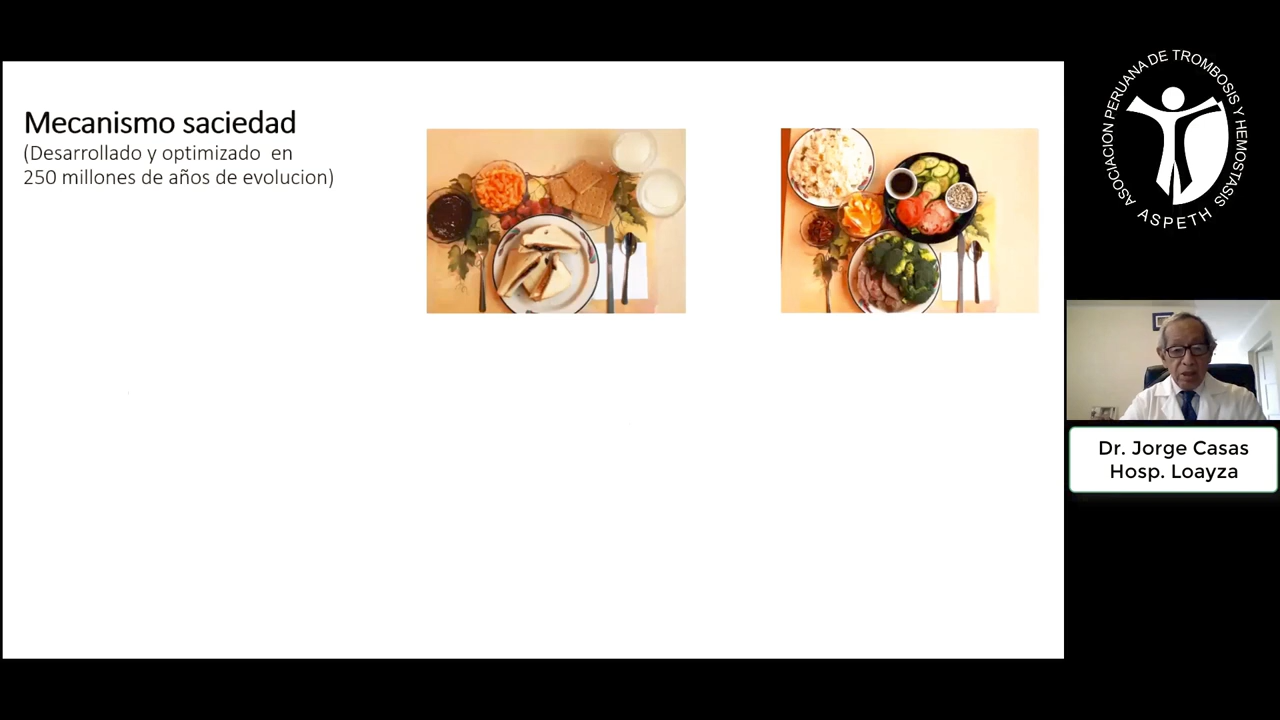 Mecanismo saciedad
(Desarrollado y optimizado en
250 millones de años de evolucion)
ASOCIACION PERUANA DE TROMBOSIS Y HEMOSTASIS
ASPETH
Dr. Jorge Casas
Hosp. Loayza